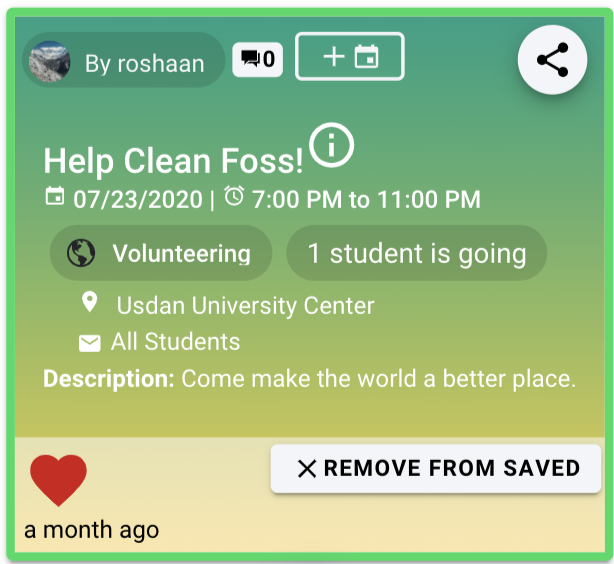 By roshaan
0
+
Help Clean Foss!
07/23/2020 | 7:00 PM to 11:00 PM
Volunteering
1 student is going
Usdan University Center
All Students
Description: Come make the world a better place.
REMOVE FROM SAVED
a month ago